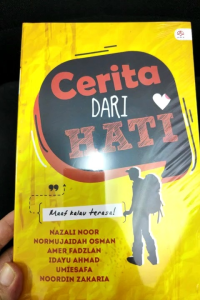 Cerita
DARI
HATI
Maaf kalau terasa!
NAZALI NOOR
NORMUJAIDAH OSMAN
AMER FADZLAN
IDAYU AHMAD
UMIESAFA
NOORDIN ZAKARIA